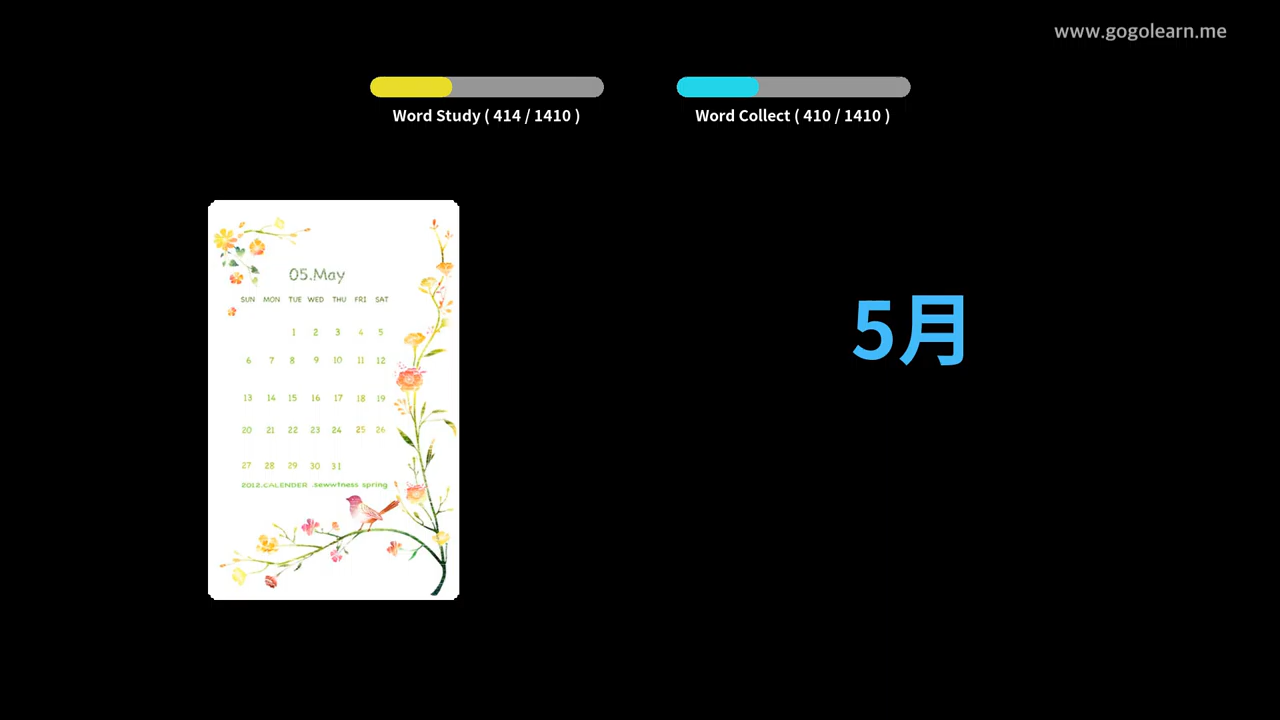 www.gogolearn.me
Word Study ( 414 / 1410 )
Word Collect ( 410 / 1410 )
05.May
SUN MON TUE WED THU FRI SAT
1 2 3 4 5
6 7 8 9 10 11 12
13 14 15 16 17 18 19
20 21 22 23 24 25 26
27 28 29 30 31
2012.CALENDER .sewwtness spring
5月